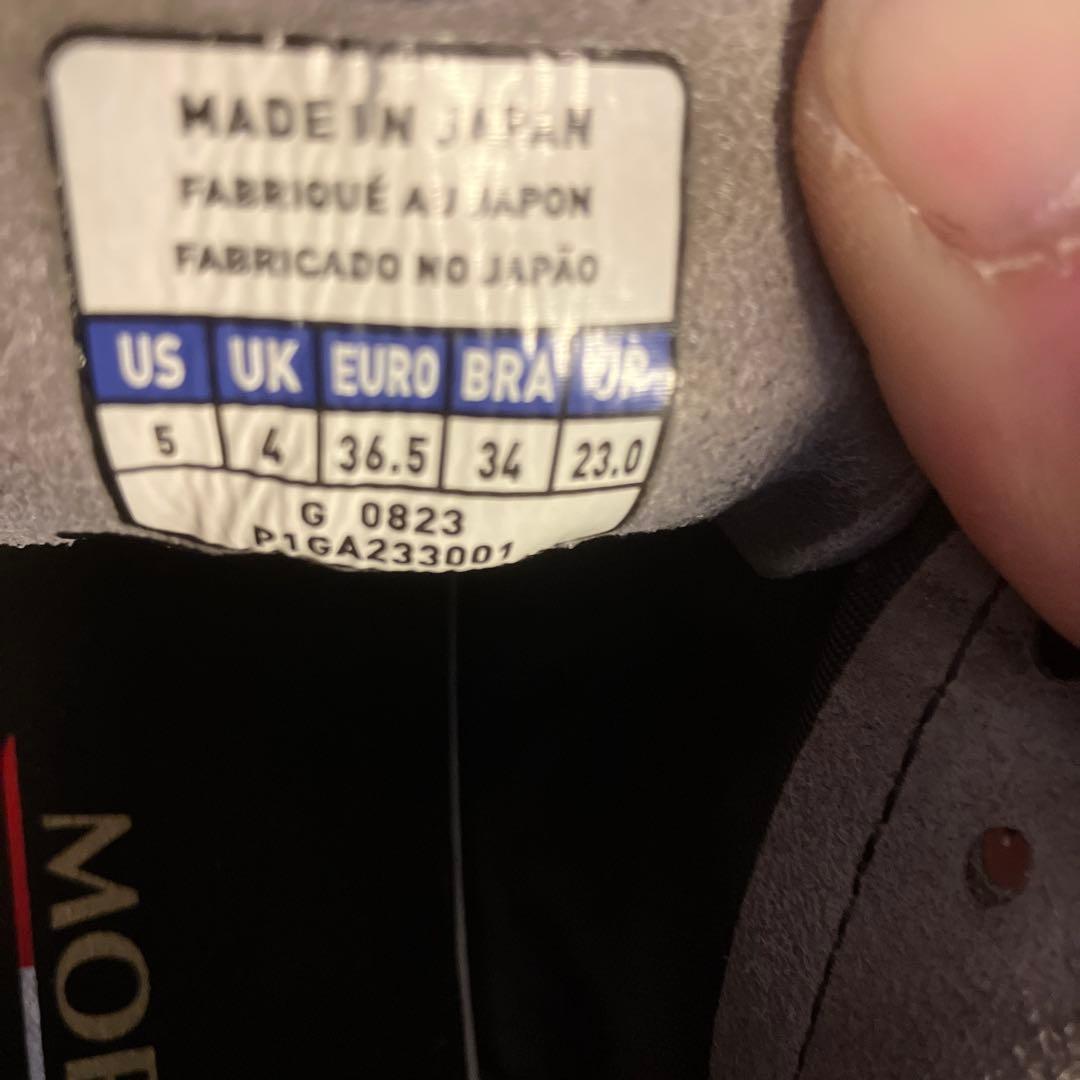 MADE IN JAPAN
FABRIQUÉ AU JAPON
FABRICADO NO JAPÃO
US UK EURO BRA JP
5 4 36.5 34 23.0
G 0823
P1GA233001
MOR